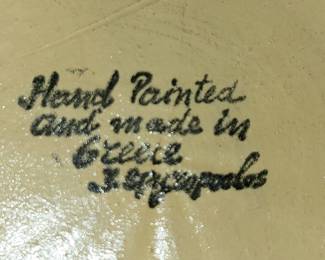 Hand Painted
and made in
Greece